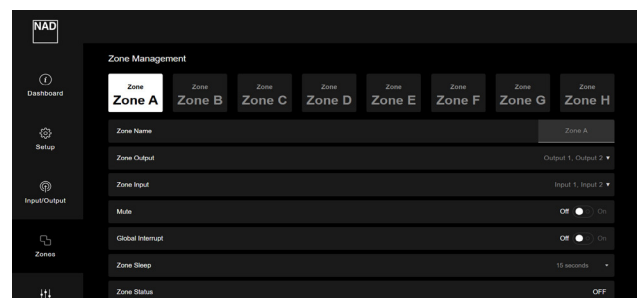 NAD
Zone Management
Dashboard
Setup
Input/Output
Zones
Zone Zone Zone Zone Zone Zone Zone Zone
Zone A Zone B Zone C Zone D Zone E Zone F Zone G Zone H
Zone Name Zone A
Zone Output Output 1, Output 2
Zone Input Input 1, Input 2
Mute Off On
Global Interrupt Off On
Zone Sleep 15 seconds
Zone Status OFF